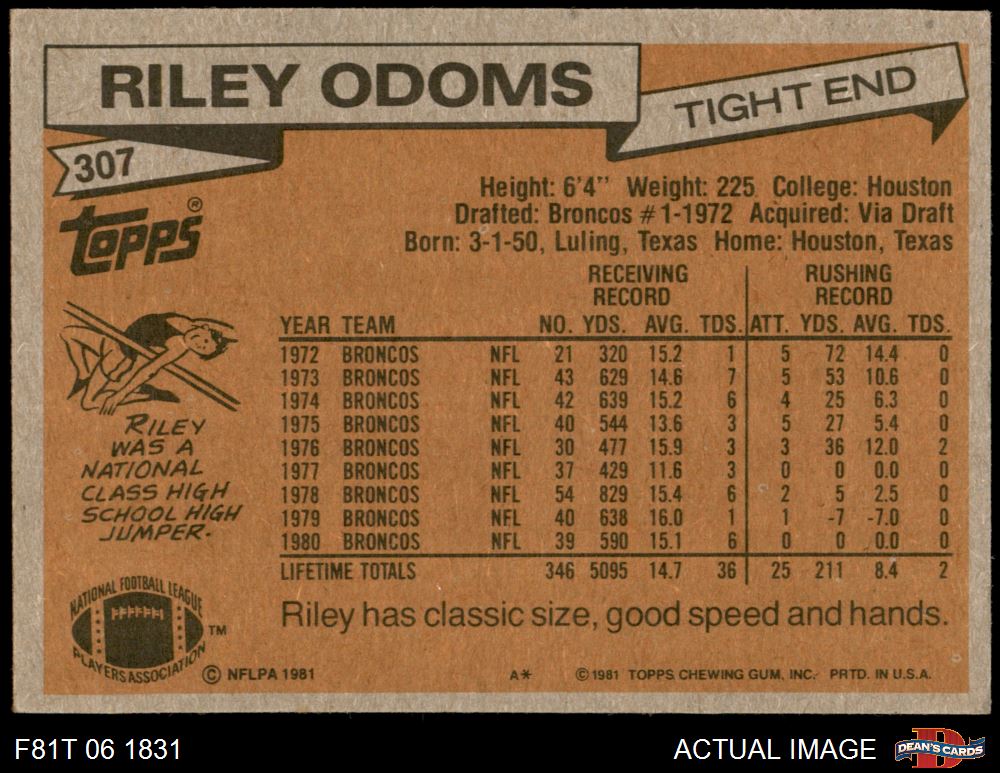 RILEY ODOMS
TIGHT END
307
TOPPS®
Height: 6'4" Weight: 225 College: Houston
Drafted: Broncos #1-1972 Acquired: Via Draft
Born: 3-1-50, Luling, Texas Home: Houston, Texas
RECEIVING RECORD | RUSHING RECORD
YEAR TEAM NO. YDS. AVG. TDS. ATT. YDS. AVG. TDS.
1972 BRONCOS NFL 21 320 15.2 1 5 72 14.4 0
1973 BRONCOS NFL 43 629 14.6 7 5 53 10.6 0
1974 BRONCOS NFL 42 639 15.2 6 4 25 6.3 0
1975 BRONCOS NFL 40 544 13.6 3 5 27 5.4 0
1976 BRONCOS NFL 30 477 15.9 3 3 36 12.0 2
1977 BRONCOS NFL 37 429 11.6 3 0 0 0.0 0
1978 BRONCOS NFL 54 829 15.4 6 2 5 2.5 0
1979 BRONCOS NFL 40 638 16.0 1 1 -7 -7.0 0
1980 BRONCOS NFL 39 590 15.1 6 0 0 0.0 0
LIFETIME TOTALS 346 5095 14.7 36 25 211 8.4 2
RILEY
WAS A
NATIONAL
CLASS HIGH
SCHOOL HIGH
JUMPER.
Riley has classic size, good speed and hands.
NATIONAL FOOTBALL LEAGUE
PLAYERS ASSOCIATION
TM
© NFLPA 1981
A*
© 1981 TOPPS CHEWING GUM, INC. PRTD. IN U.S.A.
F81T 06 1831
ACTUAL IMAGE
D
DEAN'S CARDS